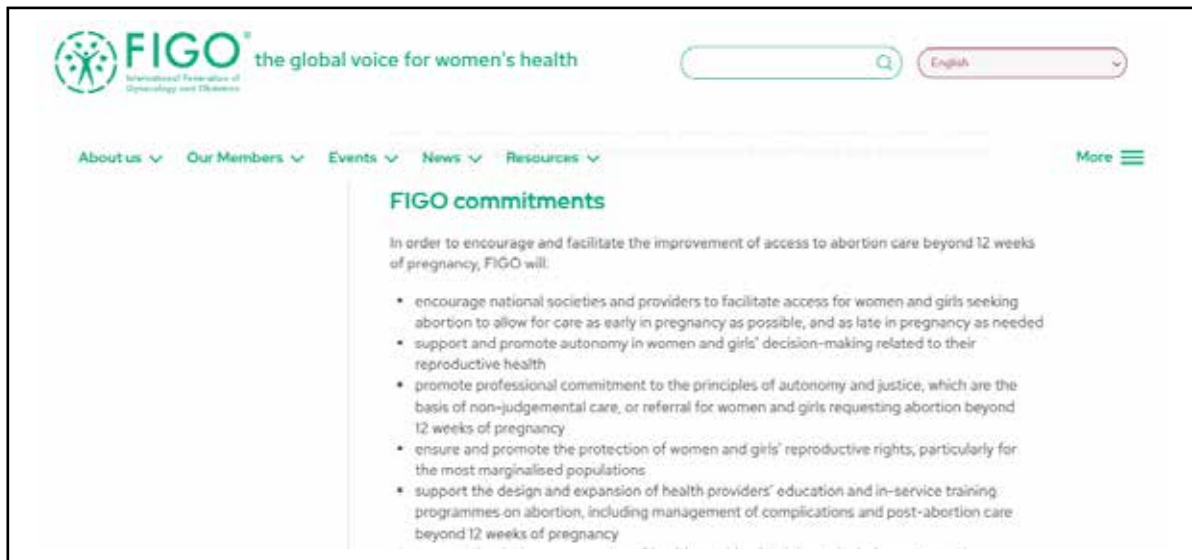 FIGO®
International Federation of
Gynecology and Obstetrics
the global voice for women's health
English
About us
Our Members
Events
News
Resources
More
FIGO commitments
In order to encourage and facilitate the improvement of access to abortion care beyond 12 weeks
of pregnancy, FIGO will:
• encourage national societies and providers to facilitate access for women and girls seeking
abortion to allow for care as early in pregnancy as possible, and as late in pregnancy as needed
• support and promote autonomy in women and girls' decision-making related to their
reproductive health
• promote professional commitment to the principles of autonomy and justice, which are the
basis of non-judgemental care, or referral for women and girls requesting abortion beyond
12 weeks of pregnancy
• ensure and promote the protection of women and girls' reproductive rights, particularly for
the most marginalised populations
• support the design and expansion of health providers' education and in-service training
programmes on abortion, including management of complications and post-abortion care
beyond 12 weeks of pregnancy